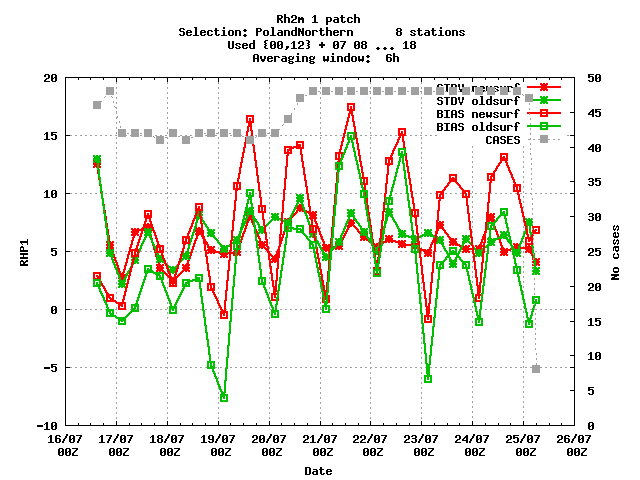 Rh2m 1 patch
Selection: PolandNorthern 8 stations
Used {00,12} + 07 08 ... 18
Averaging window: 6h
STDV newsurf
STDV oldsurf
BIAS newsurf
BIAS oldsurf
CASES
20
15
10
5
0
-5
-10
RHP1
50
45
40
35
30
25
20
15
10
5
0
No cases
16/07 17/07 18/07 19/07 20/07 21/07 22/07 23/07 24/07 25/07 26/07
00Z 00Z 00Z 00Z 00Z 00Z 00Z 00Z 00Z 00Z 00Z
Date